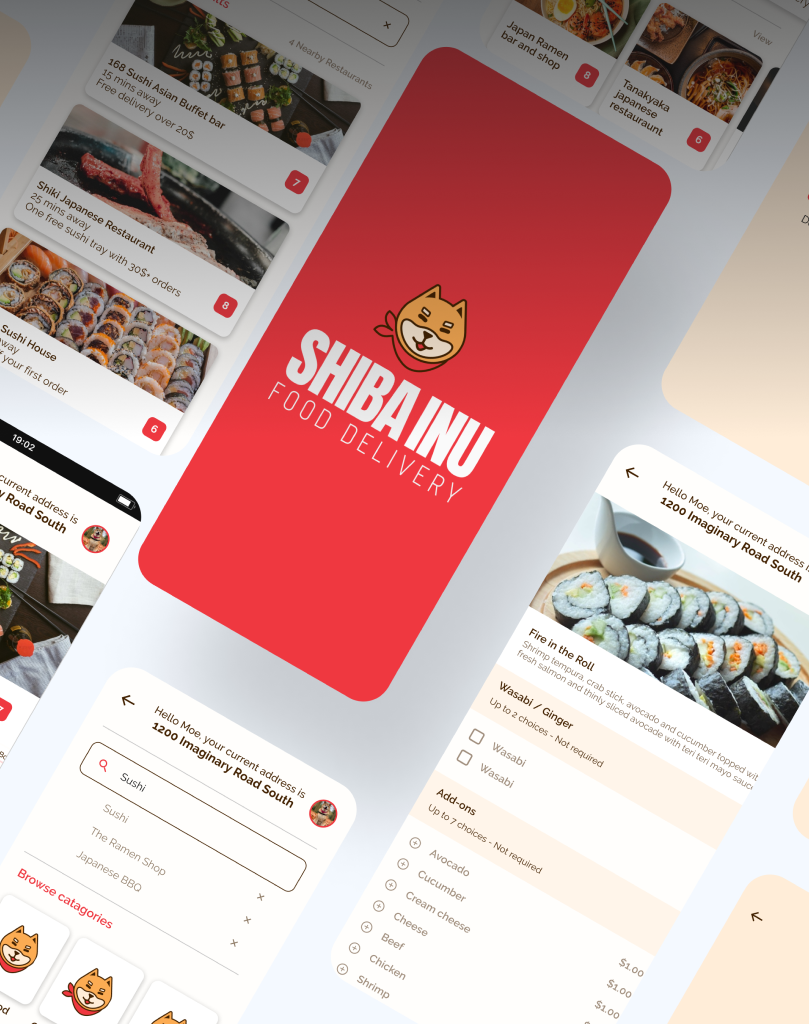 4 Nearby Restaurants
168 Sushi Asian Buffet bar
15 mins away
Free delivery over 20$
7
Shiki Japanese Restaurant
25 mins away
One free sushi tray with 30$+ orders
8
Sushi House
your first order
6
Japan Ramen
bar and shop
8
Tanakyaka
japanese
restauraunt
6
View
SHIBA INU
FOOD DELIVERY
19:02
current address is
Road South
Hello Moe, your current address is
1200 Imaginary Road South
Fire in the Roll
Shrimp tempura, crab stick, avocado and cucumber topped
fresh salmon and thinly sliced avocado with teri teri mayo
Wasabi / Ginger
Up to 2 choices - Not required
Wasabi
Wasabi
Add-ons
Up to 7 choices - Not required
Avocado
Cucumber
Cream cheese
Cheese
Beef
Chicken
Shrimp
$1.00
$1.00
$1.00
Hello Moe, your current address is
1200 Imaginary Road South
Sushi
Sushi
The Ramen Shop
Japanese BBQ
Browse catagories